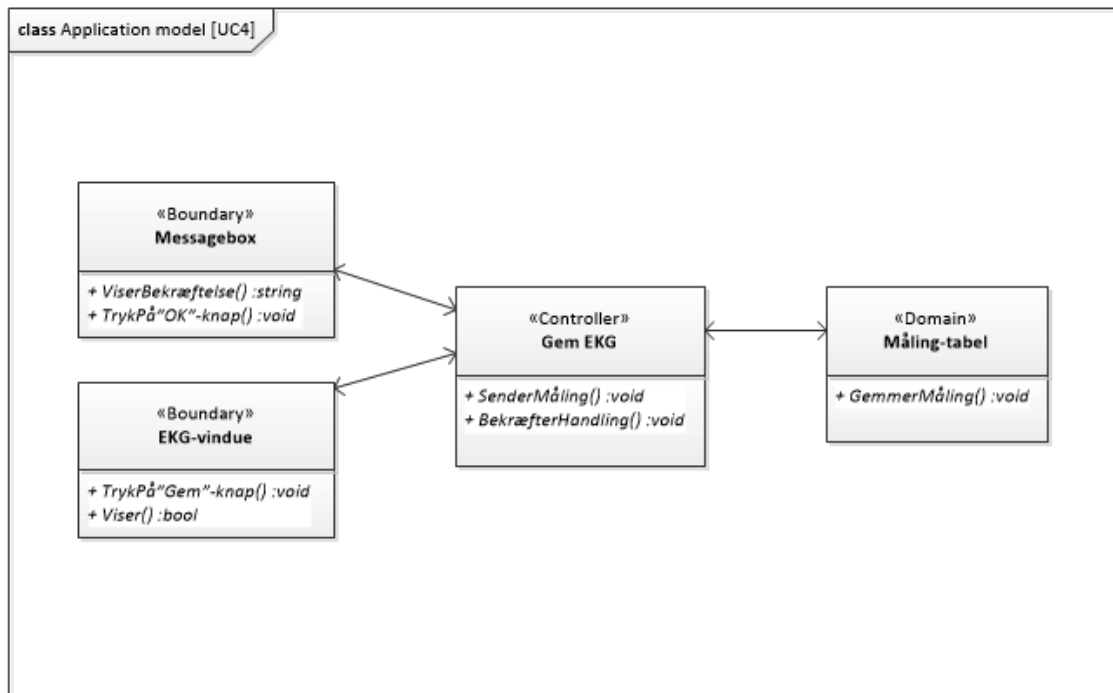 class Application model [UC4]
«Boundary»
Messagebox
+ ViserBekræftelse() :string
+ TrykPå"OK"-knap() :void
«Boundary»
EKG-vindue
+ TrykPå"Gem"-knap() :void
+ Viser() :bool
«Controller»
Gem EKG
+ SenderMåling() :void
+ BekræfterHandling() :void
«Domain»
Måling-tabel
+ GemmerMåling() :void